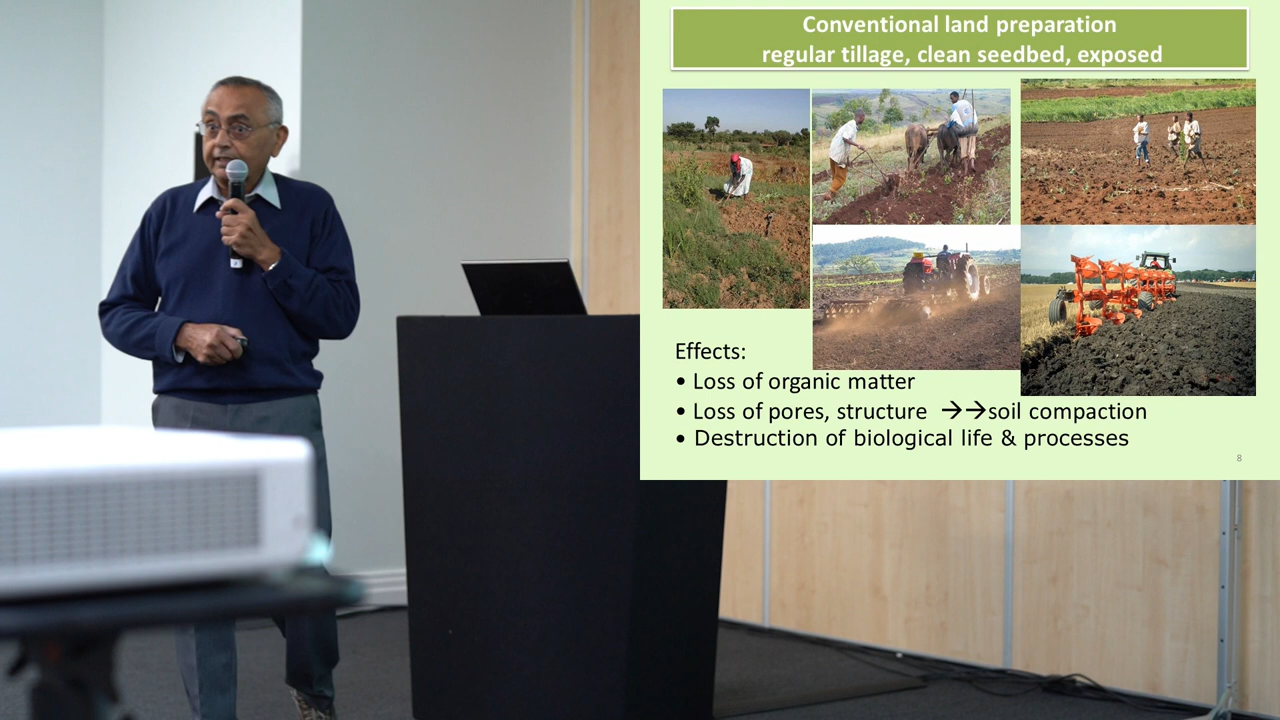 Conventional land preparation
regular tillage, clean seedbed, exposed
Effects:
• Loss of organic matter
• Loss of pores, structure →→soil compaction
• Destruction of biological life & processes
8